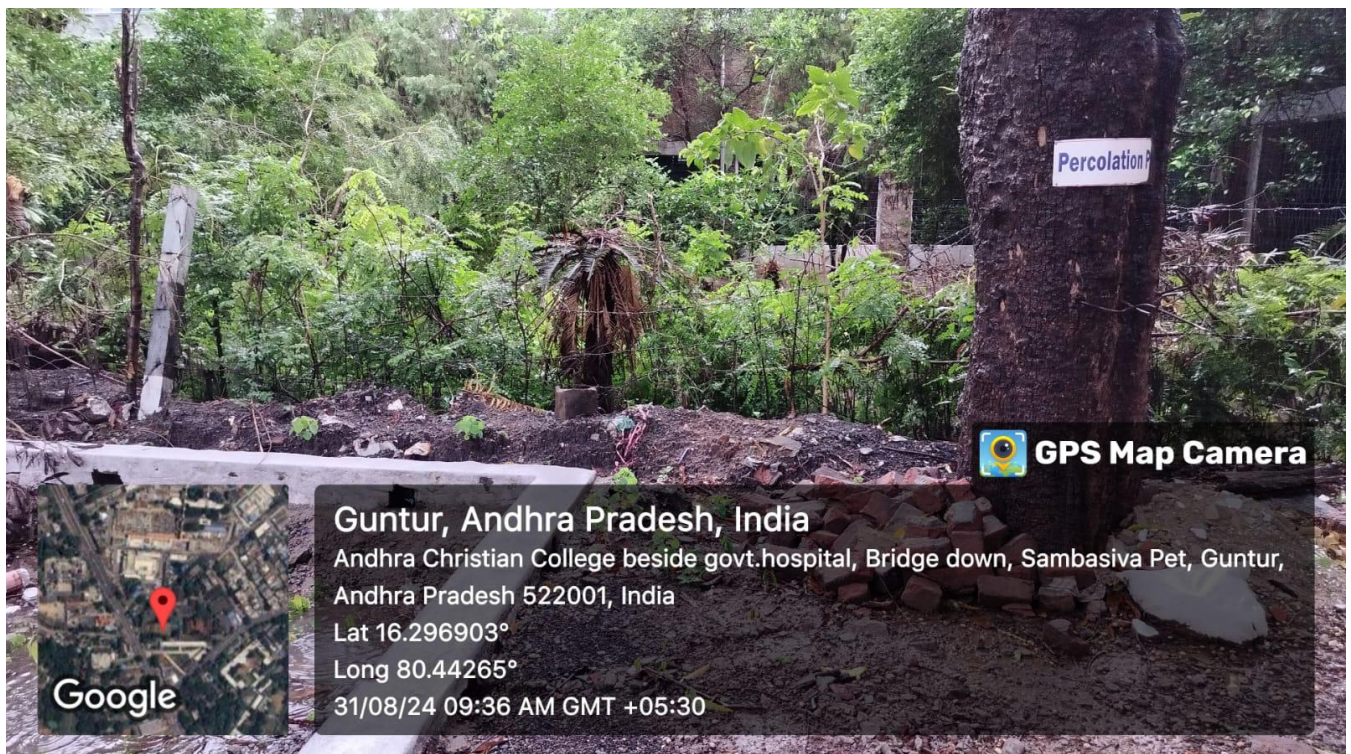 Percolation P
GPS Map Camera
Guntur, Andhra Pradesh, India
Andhra Christian College beside govt.hospital, Bridge down, Sambasiva Pet, Guntur,
Andhra Pradesh 522001, India
Lat 16.296903°
Long 80.44265°
31/08/24 09:36 AM GMT +05:30
Google